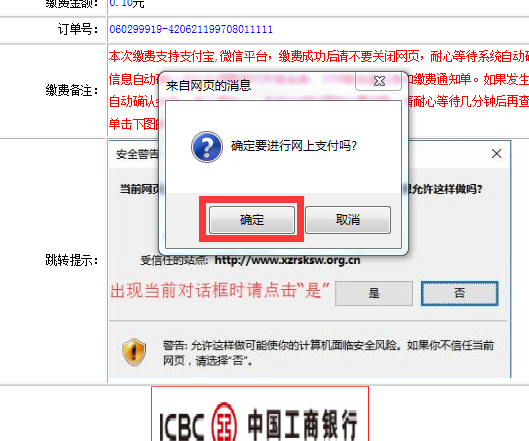 缴费金额： 0.10元
订单号： 060299919-420621199708011111
缴费备注：
本次缴费支持支付宝,微信平台，缴费成功后请不要关闭网页，耐心等待系统自动确
信息自动
缴费通知单。如果发生
自动确认
请耐心等待几分钟后再查
单击下图
来自网页的消息
确定要进行网上支付吗?
确定
取消
跳转提示：
安全警告
当前网页
允许这样做吗?
受信任的站点: http://www.xzrsksw.org.cn
出现当前对话框时请点击“是”
是
否
警告: 允许这样做可能使你的计算机面临安全风险。如果你不信任当前
网页，请选择“否”。
ICBC 中国工商银行